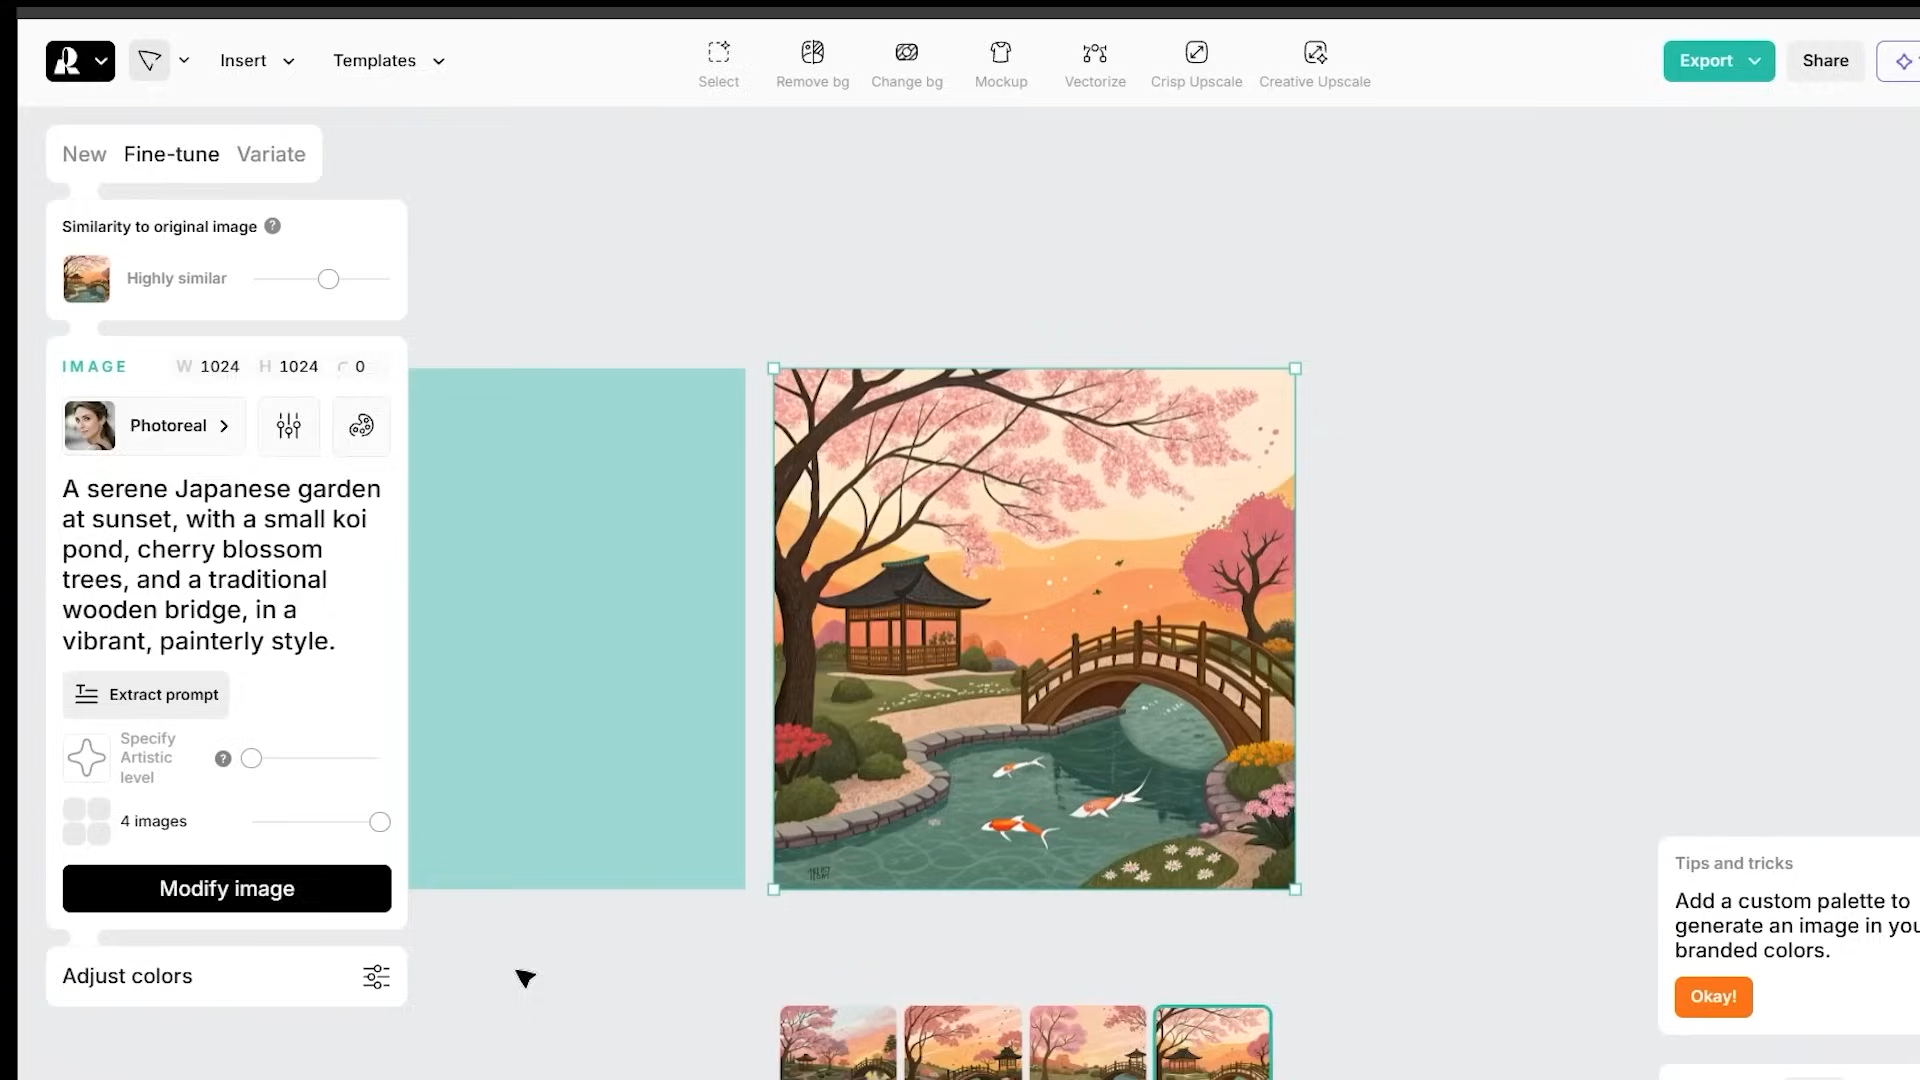 Insert
Templates
Select
Remove bg
Change bg
Mockup
Vectorize
Crisp Upscale
Creative Upscale
Export
Share
New Fine-tune Variate
Similarity to original image ?
Highly similar
IMAGE W 1024 H 1024 0
Photoreal
A serene Japanese garden
at sunset, with a small koi
pond, cherry blossom
trees, and a traditional
wooden bridge, in a
vibrant, painterly style.
Extract prompt
Specify
Artistic
level
?
4 images
Modify image
Adjust colors
Tips and tricks
Add a custom palette to
generate an image in you
branded colors.
Okay!